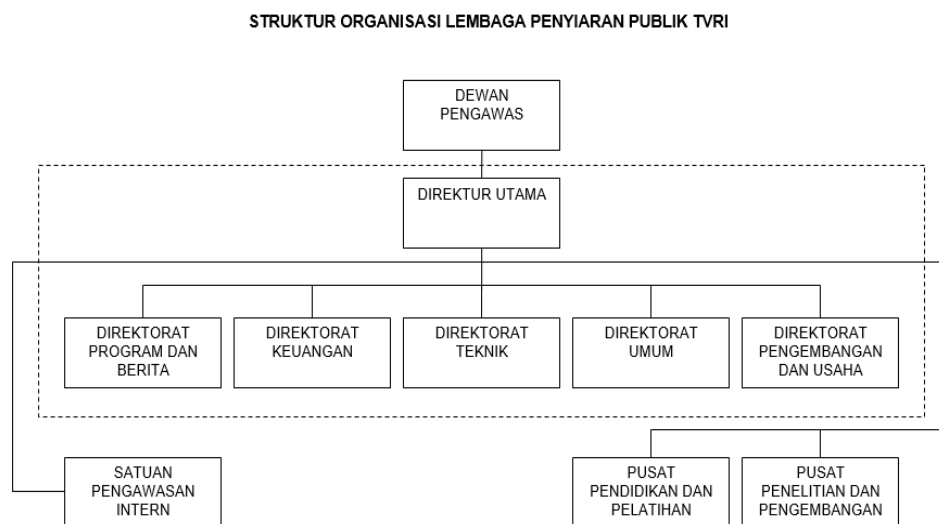 STRUKTUR ORGANISASI LEMBAGA PENYIARAN PUBLIK TVRI
DEWAN
PENGAWAS
DIREKTUR UTAMA
DIREKTORAT
PROGRAM DAN
BERITA
DIREKTORAT
KEUANGAN
DIREKTORAT
TEKNIK
DIREKTORAT
UMUM
DIREKTORAT
PENGEMBANGAN
DAN USAHA
SATUAN
PENGAWASAN
INTERN
PUSAT
PENDIDIKAN DAN
PELATIHAN
PUSAT
PENELITIAN DAN
PENGEMBANGAN